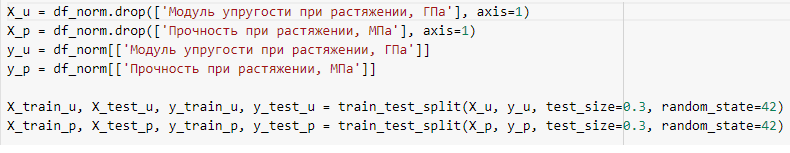 X_u = df_norm.drop(['Модуль упругости при растяжении, ГПа'], axis=1)
X_p = df_norm.drop(['Прочность при растяжении, МПа'], axis=1)
y_u = df_norm[['Модуль упругости при растяжении, ГПа']]
y_p = df_norm[['Прочность при растяжении, МПа']]
X_train_u, X_test_u, y_train_u, y_test_u = train_test_split(X_u, y_u, test_size=0.3, random_state=42)
X_train_p, X_test_p, y_train_p, y_test_p = train_test_split(X_p, y_p, test_size=0.3, random_state=42)